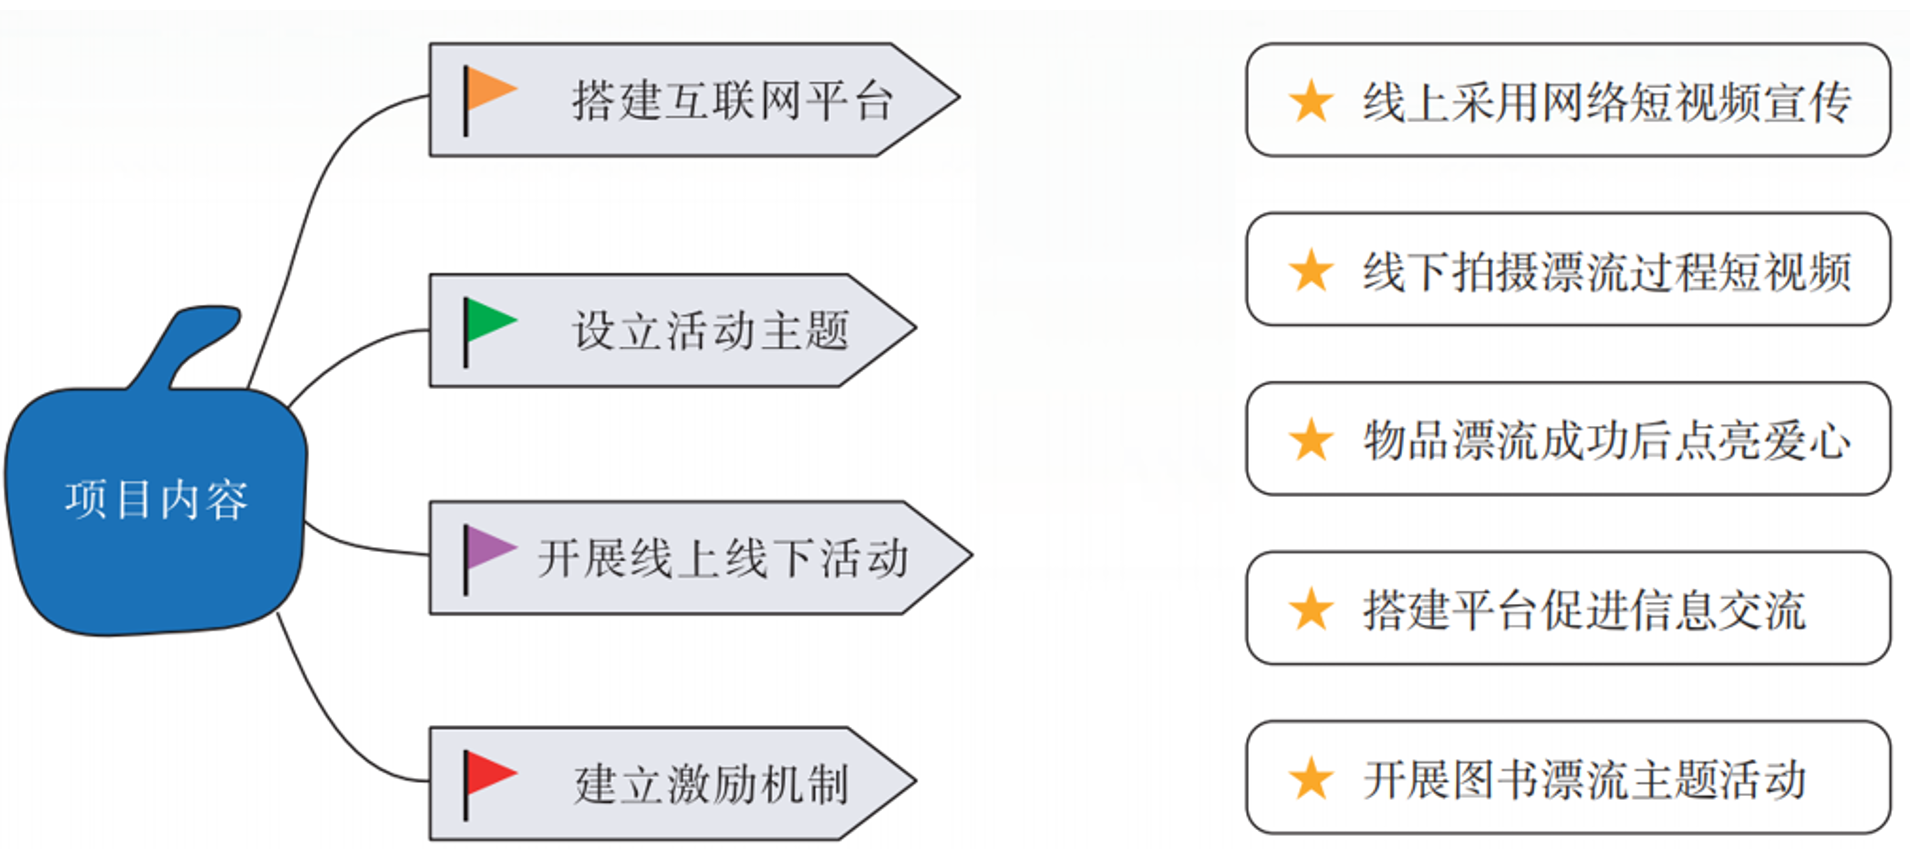 项目内容
搭建互联网平台
设立活动主题
开展线上线下活动
建立激励机制
线上采用网络短视频宣传
线下拍摄漂流过程短视频
物品漂流成功后点亮爱心
搭建平台促进信息交流
开展图书漂流主题活动